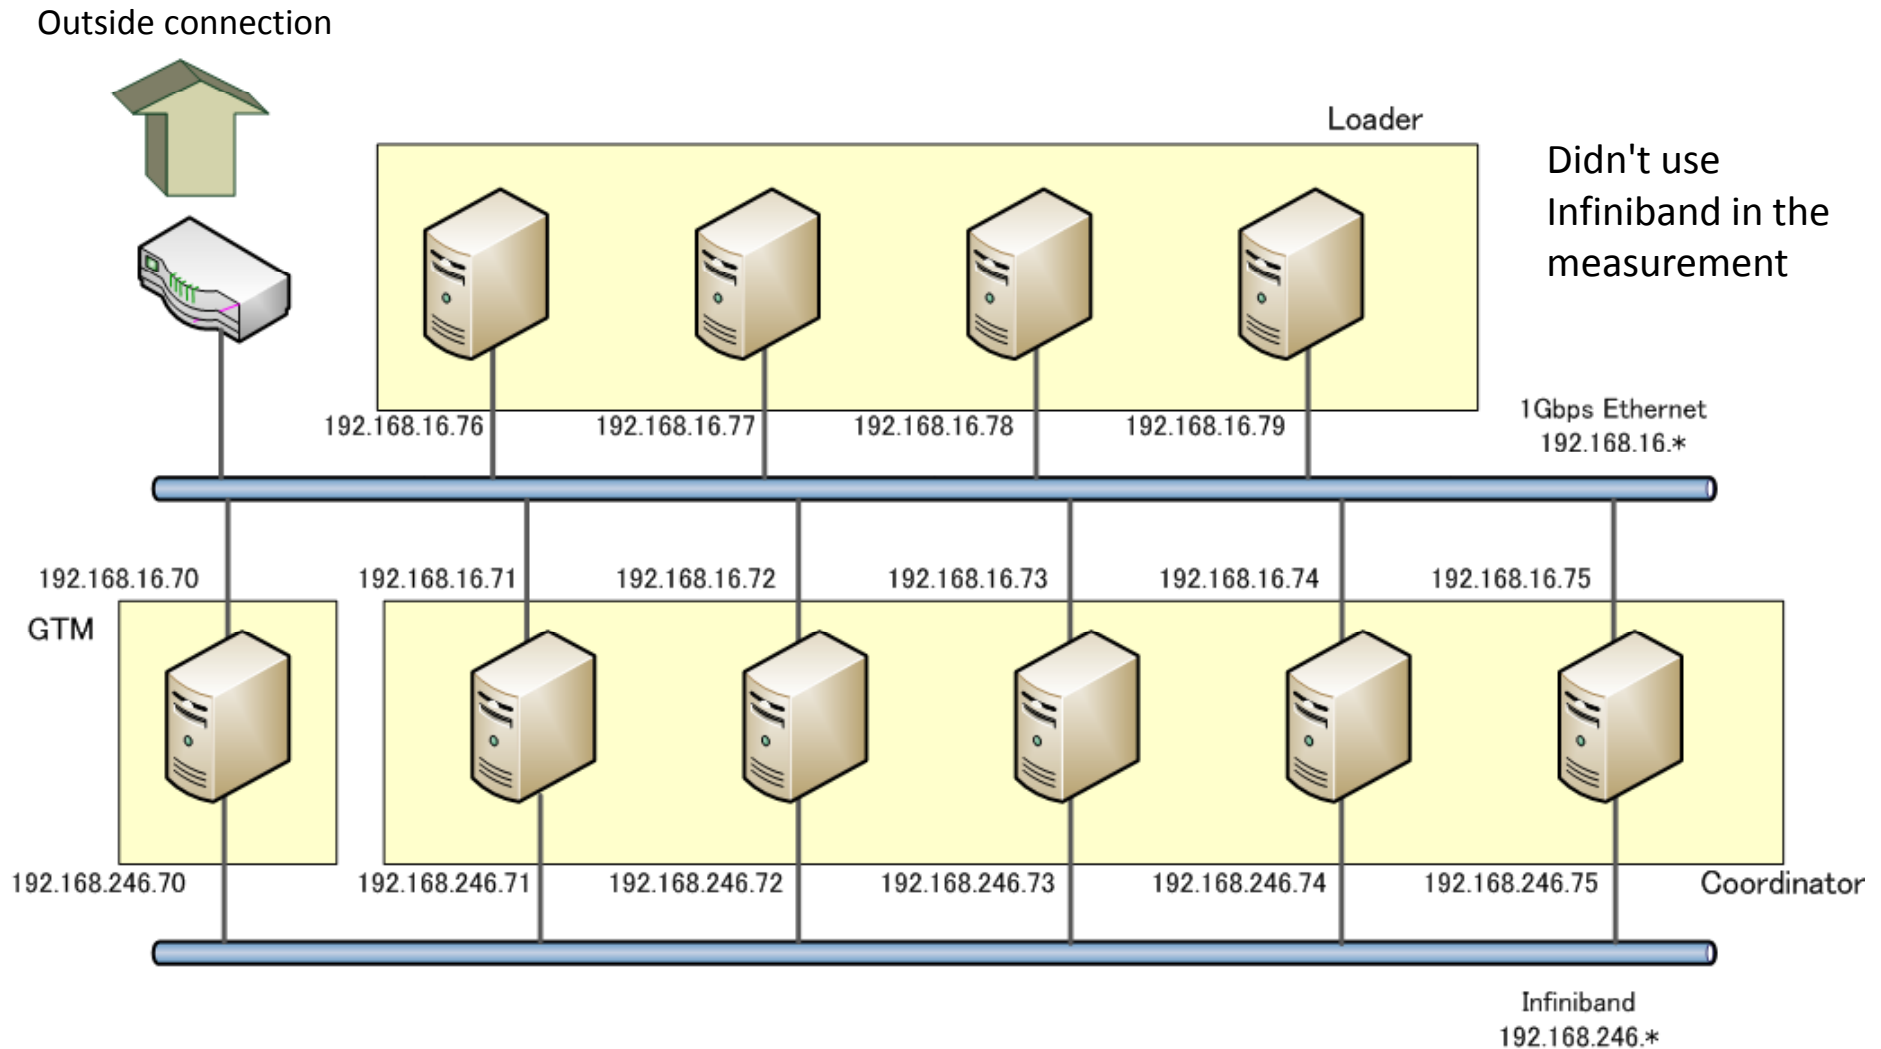 Outside connection
Loader
Didn't use
Infiniband in the
measurement
192.168.16.76
192.168.16.77
192.168.16.78
192.168.16.79
1Gbps Ethernet
192.168.16.*
192.168.16.70
192.168.16.71
192.168.16.72
192.168.16.73
192.168.16.74
192.168.16.75
GTM
192.168.246.70
192.168.246.71
192.168.246.72
192.168.246.73
192.168.246.74
192.168.246.75
Coordinator
Infiniband
192.168.246.*